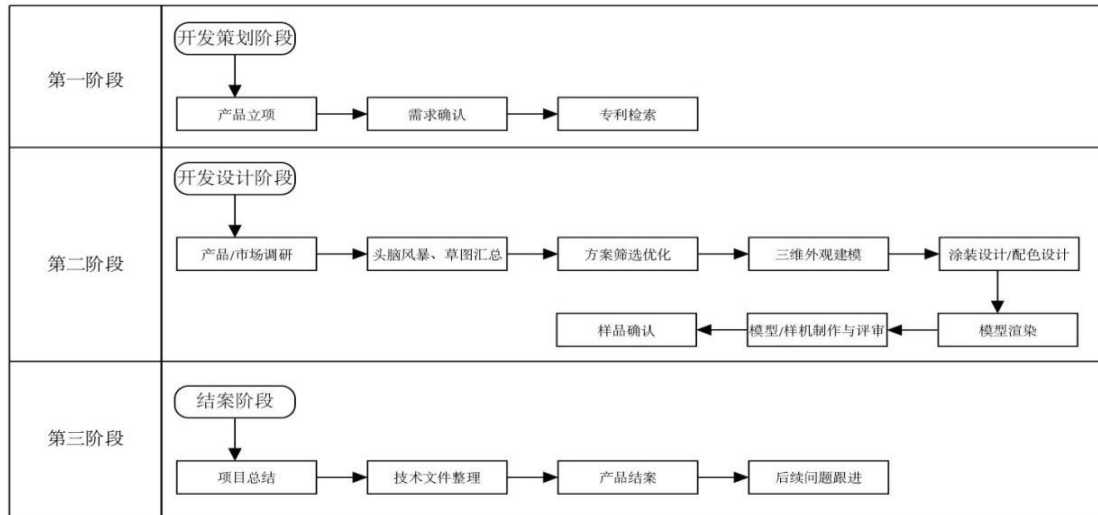 第一阶段
开发策划阶段
产品立项
需求确认
专利检索
第二阶段
开发设计阶段
产品/市场调研
头脑风暴、草图汇总
方案筛选优化
三维外观建模
涂装设计/配色设计
模型渲染
模型/样机制作与评审
样品确认
第三阶段
结案阶段
项目总结
技术文件整理
产品结案
后续问题跟进